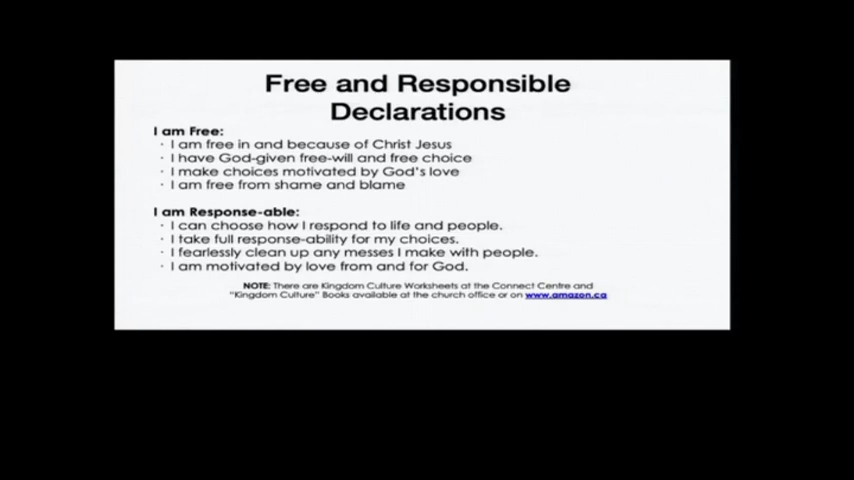 Free and Responsible
Declarations
I am Free:
· I am free in and because of Christ Jesus
· I have God-given free-will and free choice
· I make choices motivated by God's love
· I am free from shame and blame
I am Response-able:
· I can choose how I respond to life and people.
· I take full response-ability for my choices.
· I fearlessly clean up any messes I make with people.
· I am motivated by love from and for God.
NOTE: There are Kingdom Culture Worksheets at the Connect Centre and
"Kingdom Culture" Books available at the church office or on www.amazon.ca